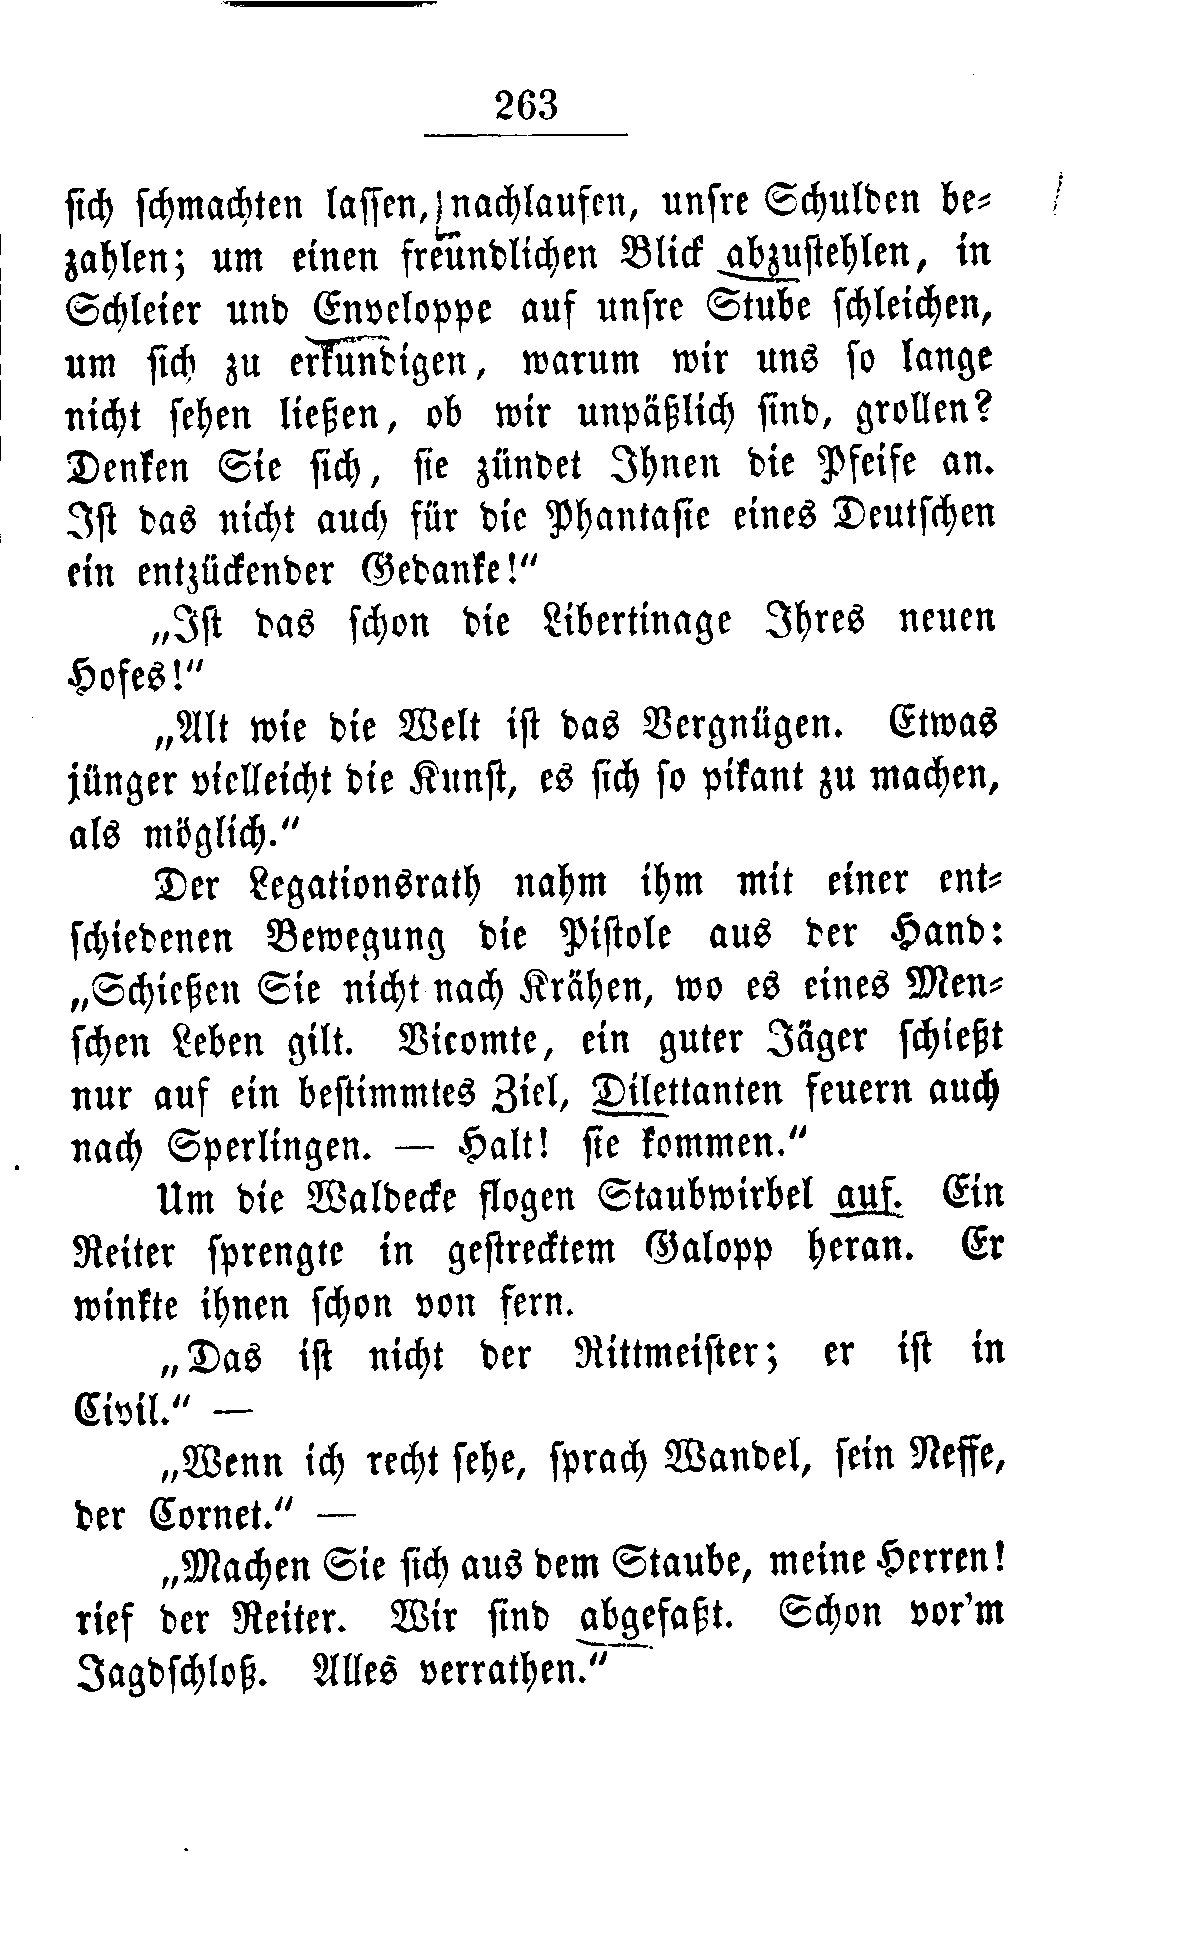 263
sich schmachten lassen, nachlaufen, unsre Schulden be-
zahlen; um einen freundlichen Blick abzustehlen, in
Schleier und Enveloppe auf unsre Stube schleichen,
um sich zu erkundigen, warum wir uns so lange
nicht sehen ließen, ob wir unpäßlich sind, grollen?
Denken Sie sich, sie zündet Ihnen die Pfeife an.
Ist das nicht auch für die Phantasie eines Deutschen
ein entzückender Gedanke!“
„Ist das schon die Libertinage Ihres neuen
Hofes!“
„Alt wie die Welt ist das Vergnügen. Etwas
jünger vielleicht die Kunst, es sich so pikant zu machen,
als möglich.“
Der Legationsrath nahm ihm mit einer ent-
schiedenen Bewegung die Pistole aus der Hand:
„Schießen Sie nicht nach Krähen, wo es eines Men-
schen Leben gilt. Vicomte, ein guter Jäger schießt
nur auf ein bestimmtes Ziel, Dilettanten feuern auch
nach Sperlingen. — Halt! sie kommen.“
Um die Waldecke flogen Staubwirbel auf. Ein
Reiter sprengte in gestrecktem Galopp heran. Er
winkte ihnen schon von fern.
„Das ist nicht der Rittmeister; er ist in
Civil.“ —
„Wenn ich recht sehe, sprach Wandel, sein Neffe,
der Cornet.“ —
„Machen Sie sich aus dem Staube, meine Herren!
rief der Reiter. Wir sind abgefaßt. Schon vor'm
Jagdschloß. Alles verrathen.“